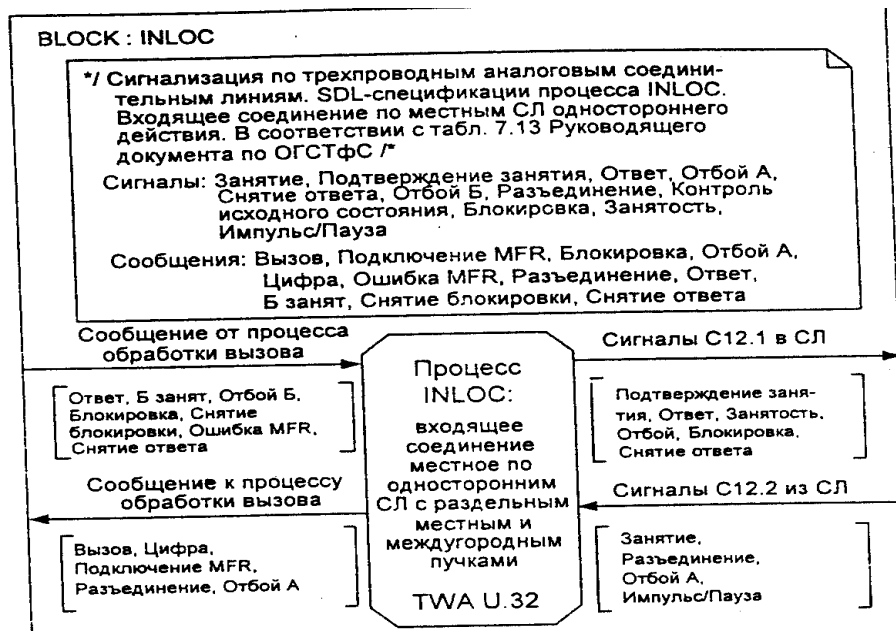 BLOCK : INLOC
*/ Сигнализация по трехпроводным аналоговым соедини-
тельным линиям. SDL-спецификации процесса INLOC.
Входящее соединение по местным СЛ одностороннего
действия. В соответствии с табл. 7.13 Руководящего
документа по ОГСТфС /*
Сигналы: Занятие, Подтверждение занятия, Ответ, Отбой А,
Снятие ответа, Отбой Б, Разъединение, Контроль
исходного состояния, Блокировка, Занятость,
Импульс/Пауза
Сообщения: Вызов, Подключение MFR, Блокировка, Отбой А,
Цифра, Ошибка MFR, Разъединение, Ответ,
Б занят, Снятие блокировки, Снятие ответа
Сообщение от процесса
обработки вызова
Ответ, Б занят, Отбой Б,
Блокировка, Снятие
блокировки, Ошибка MFR,
Снятие ответа
Сообщение к процессу
обработки вызова
Вызов, Цифра,
Подключение MFR,
Разъединение, Отбой А
Процесс
INLOC:
входящее
соединение
местное по
односторонним
СЛ с раздельным
местным и
междугородным
пучками
TWA U.32
Сигналы С12.1 в СЛ
Подтверждение заня-
тия, Ответ, Занятость,
Отбой, Блокировка,
Снятие ответа
Сигналы С12.2 из СЛ
Занятие,
Разъединение,
Отбой А,
Импульс/Пауза